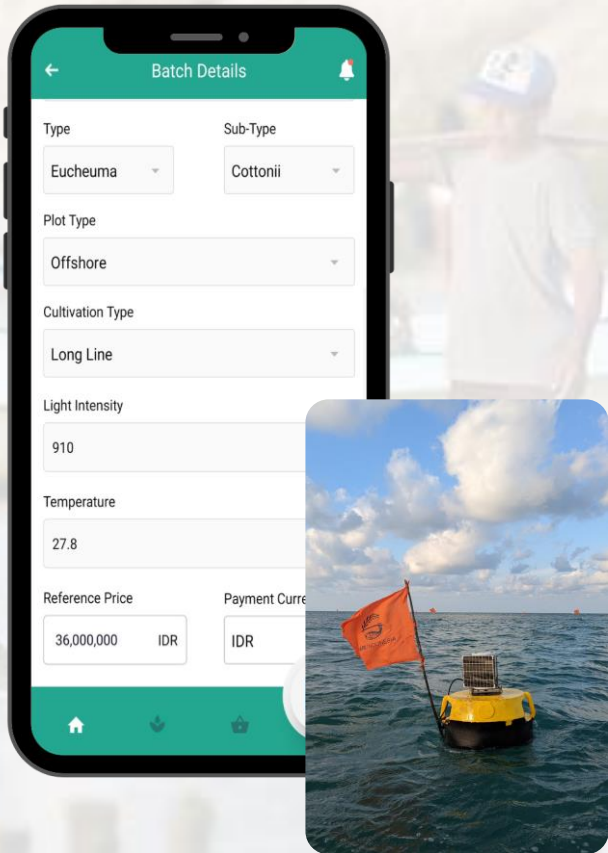 Batch Details
Type Sub-Type
Eucheuma Cottonii
Plot Type
Offshore
Cultivation Type
Long Line
Light Intensity
910
Temperature
27.8
Reference Price Payment Curre
36,000,000 IDR IDR